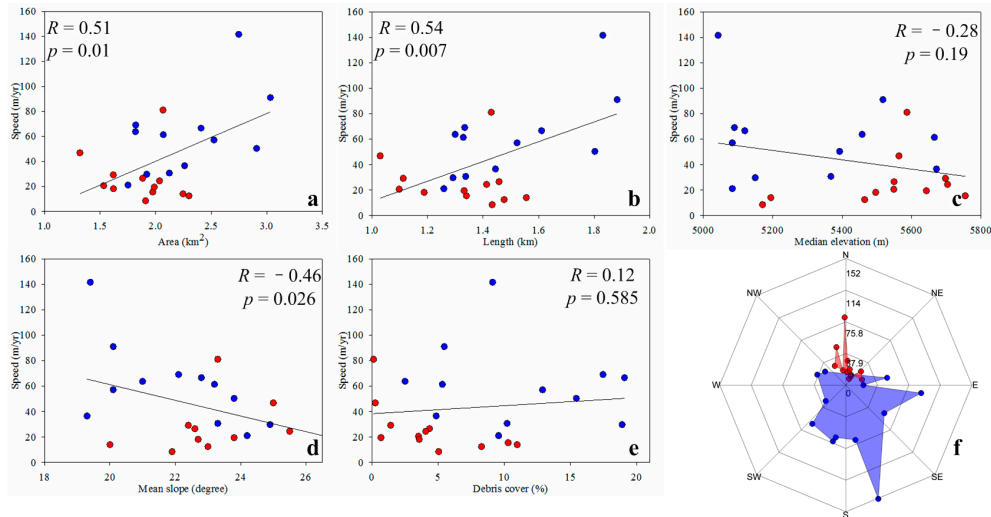 R = 0.51
p = 0.01
Speed (m/yr)
160
140
120
100
80
60
40
20
0
1.0
1.5
2.0
2.5
3.0
3.5
Area (km²)
a
R = 0.54
p = 0.007
Speed (m/yr)
160
140
120
100
80
60
40
20
0
1.0
1.2
1.4
1.6
1.8
2.0
Length (km)
b
R = －0.28
p = 0.19
Speed (m/yr)
160
140
120
100
80
60
40
20
0
5000
5200
5400
5600
5800
Median elevation (m)
c
R = －0.46
p = 0.026
Speed (m/yr)
160
140
120
100
80
60
40
20
0
20
22
24
26
Mean slope (degree)
d
R = 0.12
p = 0.585
Speed (m/yr)
160
140
120
100
80
60
40
20
0
0
5
10
15
20
Debris cover (%)
e
N
NE
E
SE
S
SW
W
NW
152
114
75.8
37.9
0
f